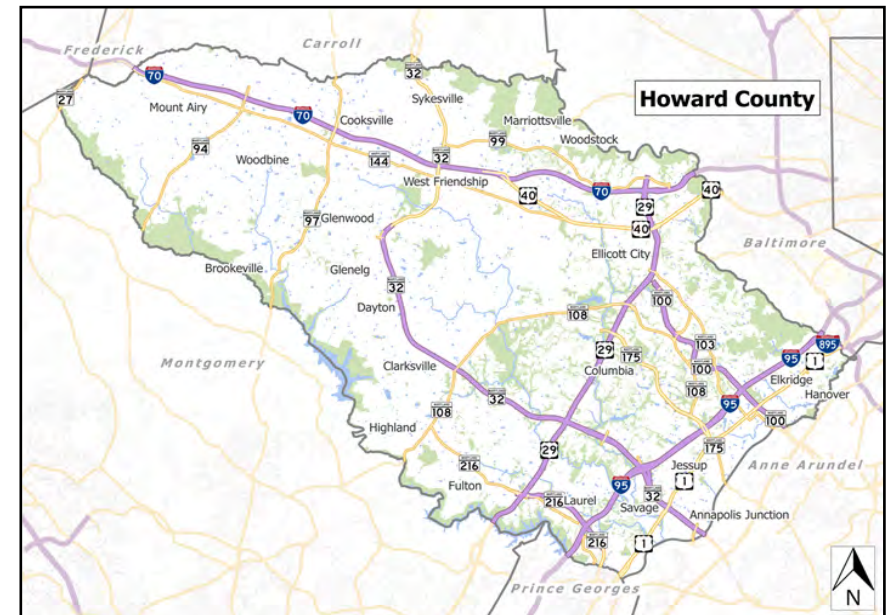 Frederick
Carroll
Howard County
70
32
27
Mount Airy
70
Sykesville
Marriottsville
Cooksville
94
99
Woodstock
Woodbine
144
32
West Friendship
70
40
40
29
97
Glenwood
40
Baltimore
Ellicott City
Brookeville
Glenelg
32
100
Dayton
108
103
895
29
175
Montgomery
Clarksville
95
1
100
Columbia
Elkridge
32
108
Hanover
108
95
100
Highland
29
175
216
Jessup
Anne Arundel
Fulton
95
1
32
216
Laurel
Savage
Annapolis Junction
216
1
Prince Georges
N